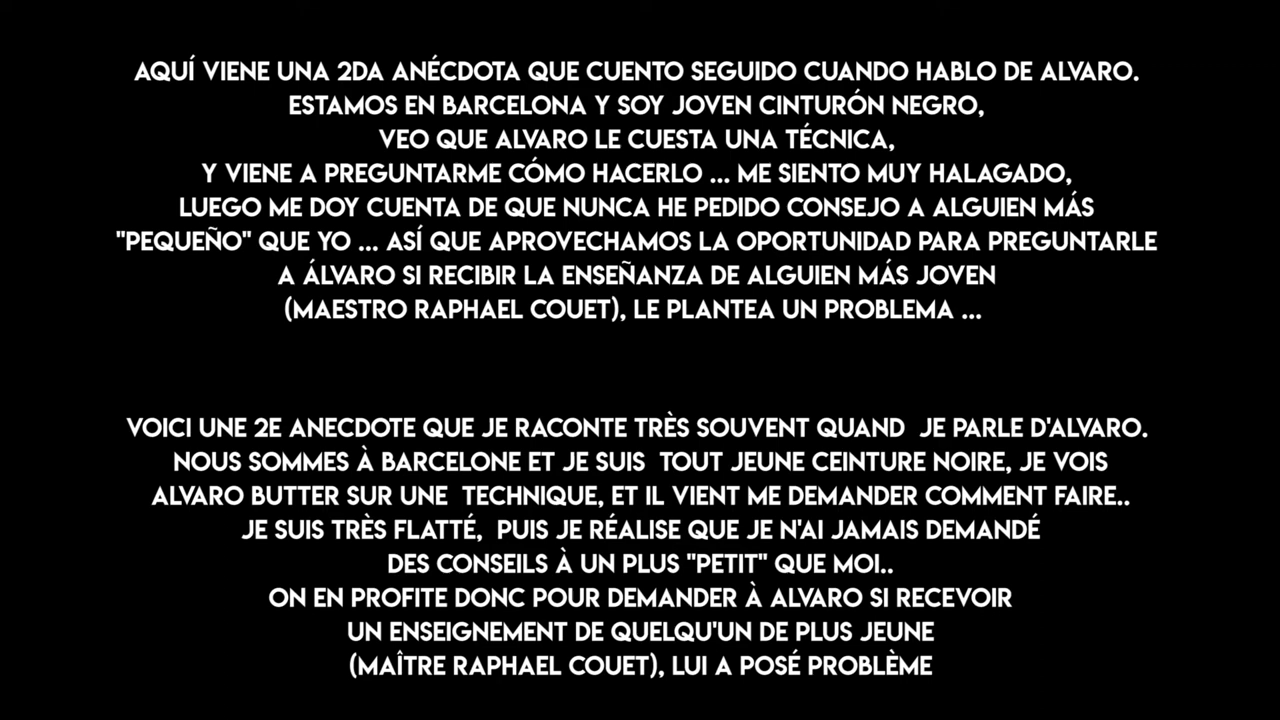 AQUÍ VIENE UNA 2DA ANÉCDOTA QUE CUENTO SEGUIDO CUANDO HABLO DE ALVARO.
ESTAMOS EN BARCELONA Y SOY JOVEN CINTURÓN NEGRO,
VEO QUE ALVARO LE CUESTA UNA TÉCNICA,
Y VIENE A PREGUNTARME CÓMO HACERLO ... ME SIENTO MUY HALAGADO,
LUEGO ME DOY CUENTA DE QUE NUNCA HE PEDIDO CONSEJO A ALGUIEN MÁS
"PEQUEÑO" QUE YO ... ASÍ QUE APROVECHAMOS LA OPORTUNIDAD PARA PREGUNTARLE
A ÁLVARO SI RECIBIR LA ENSEÑANZA DE ALGUIEN MÁS JOVEN
(MAESTRO RAPHAEL COUET), LE PLANTEA UN PROBLEMA ...
VOICI UNE 2E ANECDOTE QUE JE RACONTE TRÈS SOUVENT QUAND JE PARLE D'ALVARO.
NOUS SOMMES À BARCELONE ET JE SUIS TOUT JEUNE CEINTURE NOIRE, JE VOIS
ALVARO BUTTER SUR UNE TECHNIQUE, ET IL VIENT ME DEMANDER COMMENT FAIRE..
JE SUIS TRÈS FLATTÉ, PUIS JE RÉALISE QUE JE N'AI JAMAIS DEMANDÉ
DES CONSEILS À UN PLUS "PETIT" QUE MOI..
ON EN PROFITE DONC POUR DEMANDER À ALVARO SI RECEVOIR
UN ENSEIGNEMENT DE QUELQU'UN DE PLUS JEUNE
(MAÎTRE RAPHAEL COUET), LUI A POSÉ PROBLÈME